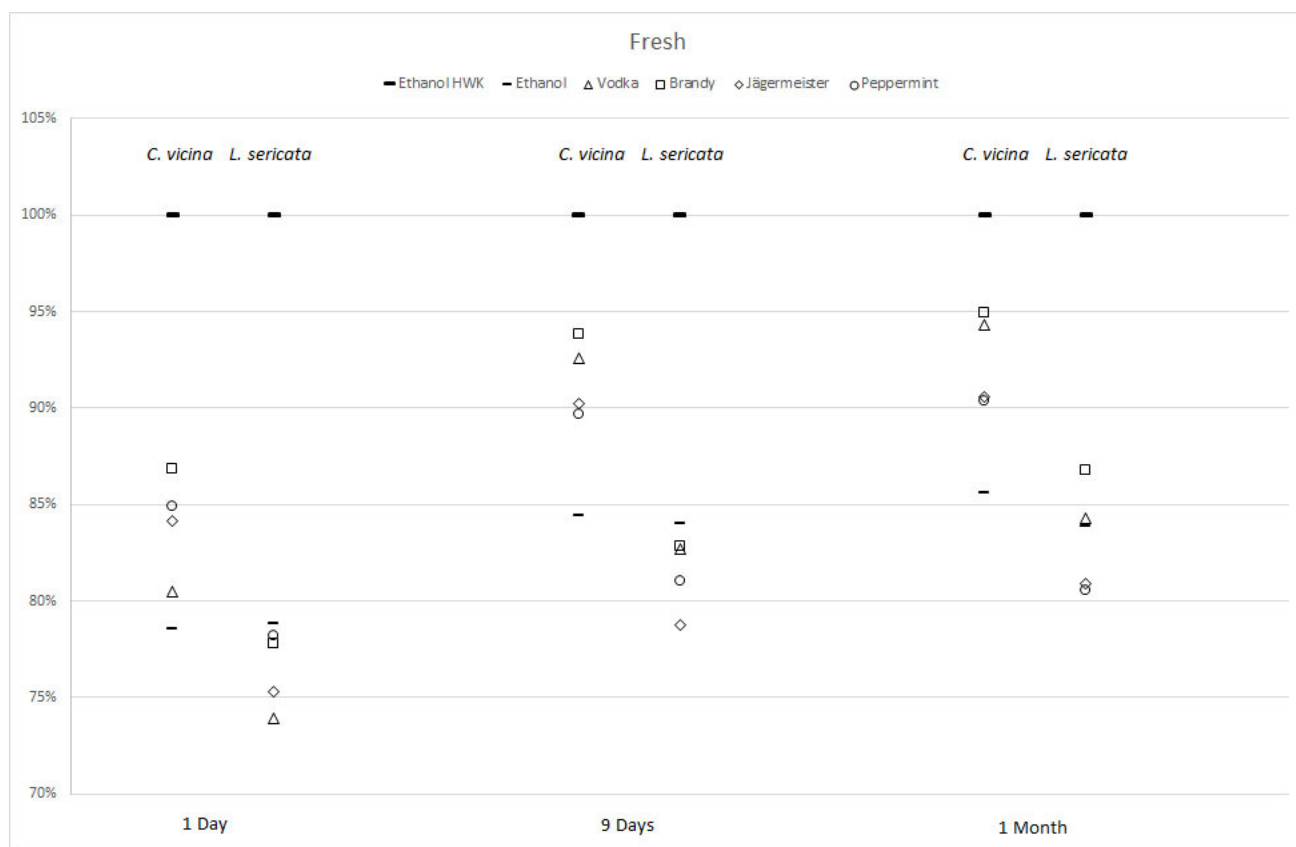 Fresh
Ethanol HWK Ethanol Vodka Brandy Jägermeister Peppermint
105%
C. vicina L. sericata C. vicina L. sericata C. vicina L. sericata
100%
95%
90%
85%
80%
75%
70%
1 Day 9 Days 1 Month